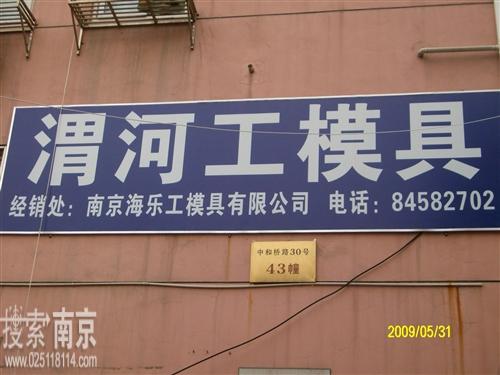 渭河工模具
经销处：南京海乐工模具有限公司 电话：84582702
中和桥路30号
43幢
2009/05/31
搜索南京
www.025118114.com